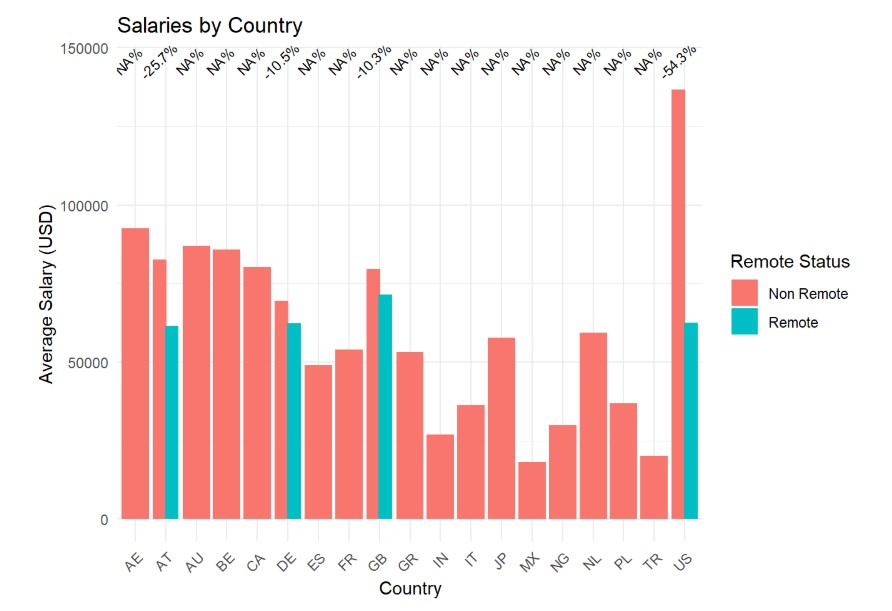 Salaries by Country
150000
100000
50000
0
Average Salary (USD)
NA%
-25.7%
NA%
NA%
NA%
-10.5%
NA%
NA%
-10.3%
NA%
NA%
NA%
NA%
NA%
NA%
NA%
NA%
NA%
-54.3%
AE
AT
AU
BE
CA
DE
ES
FR
GB
GR
IN
IT
JP
MX
NG
NL
PL
TR
US
Country
Remote Status
Non Remote
Remote